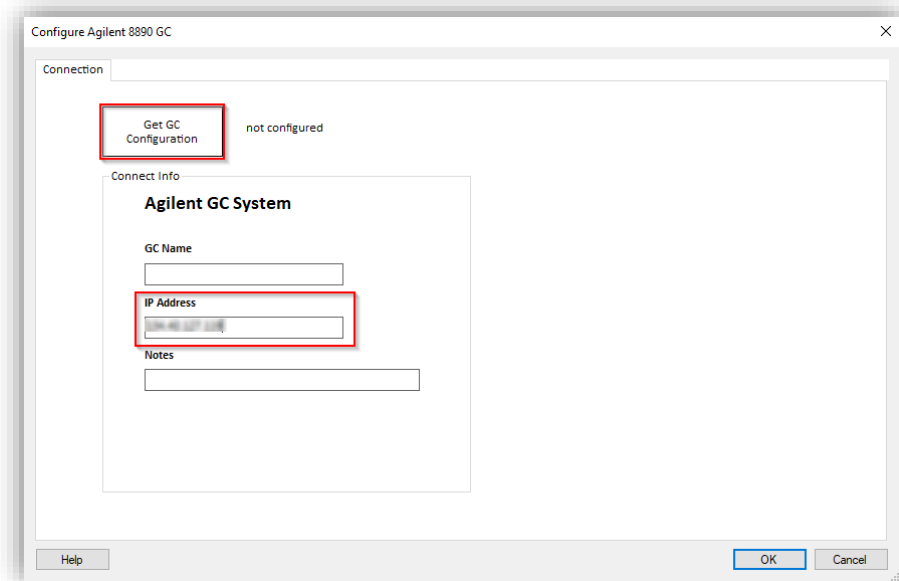 Configure Agilent 8890 GC
Connection
Get GC
Configuration
not configured
Connect Info
Agilent GC System
GC Name
IP Address
Notes
Help
OK
Cancel